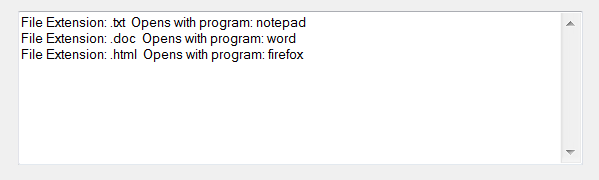 File Extension: .txt  Opens with program: notepad
File Extension: .doc  Opens with program: word
File Extension: .html  Opens with program: firefox